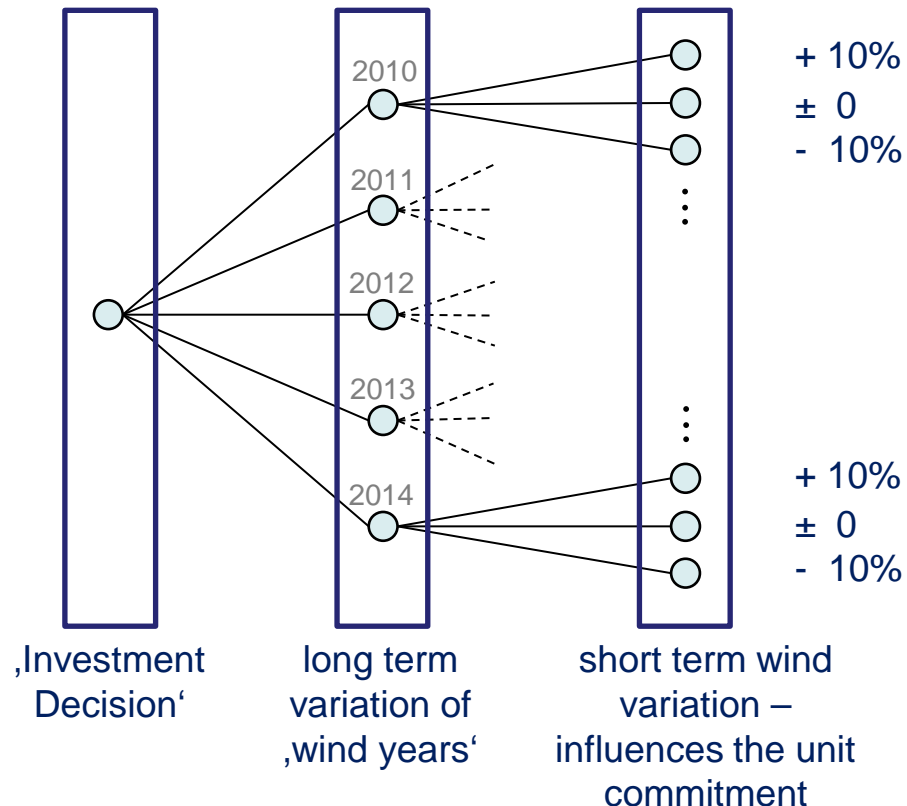 2010
2011
2012
2013
2014
+ 10%
± 0
- 10%
+ 10%
± 0
- 10%
‚Investment
Decision‘
long term
variation of
‚wind years‘
short term wind
variation –
influences the unit
commitment